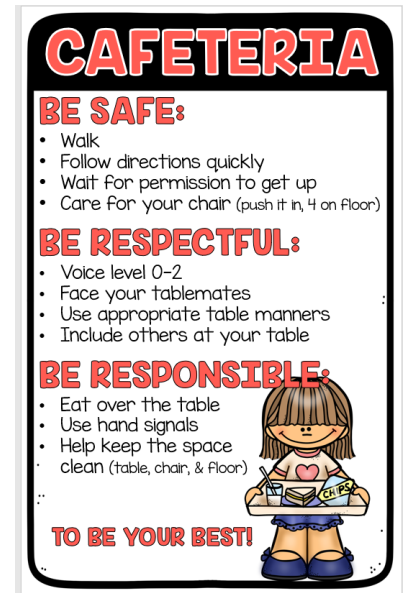 CAFETERIA
BE SAFE:
• Walk
• Follow directions quickly
• Wait for permission to get up
• Care for your chair (push it in, 4 on floor)
BE RESPECTFUL:
• Voice level 0-2
• Face your tablemates
• Use appropriate table manners
• Include others at your table
BE RESPONSIBLE:
• Eat over the table
• Use hand signals
• Help keep the space
clean (table, chair, & floor)
CHIPS
TO BE YOUR BEST!